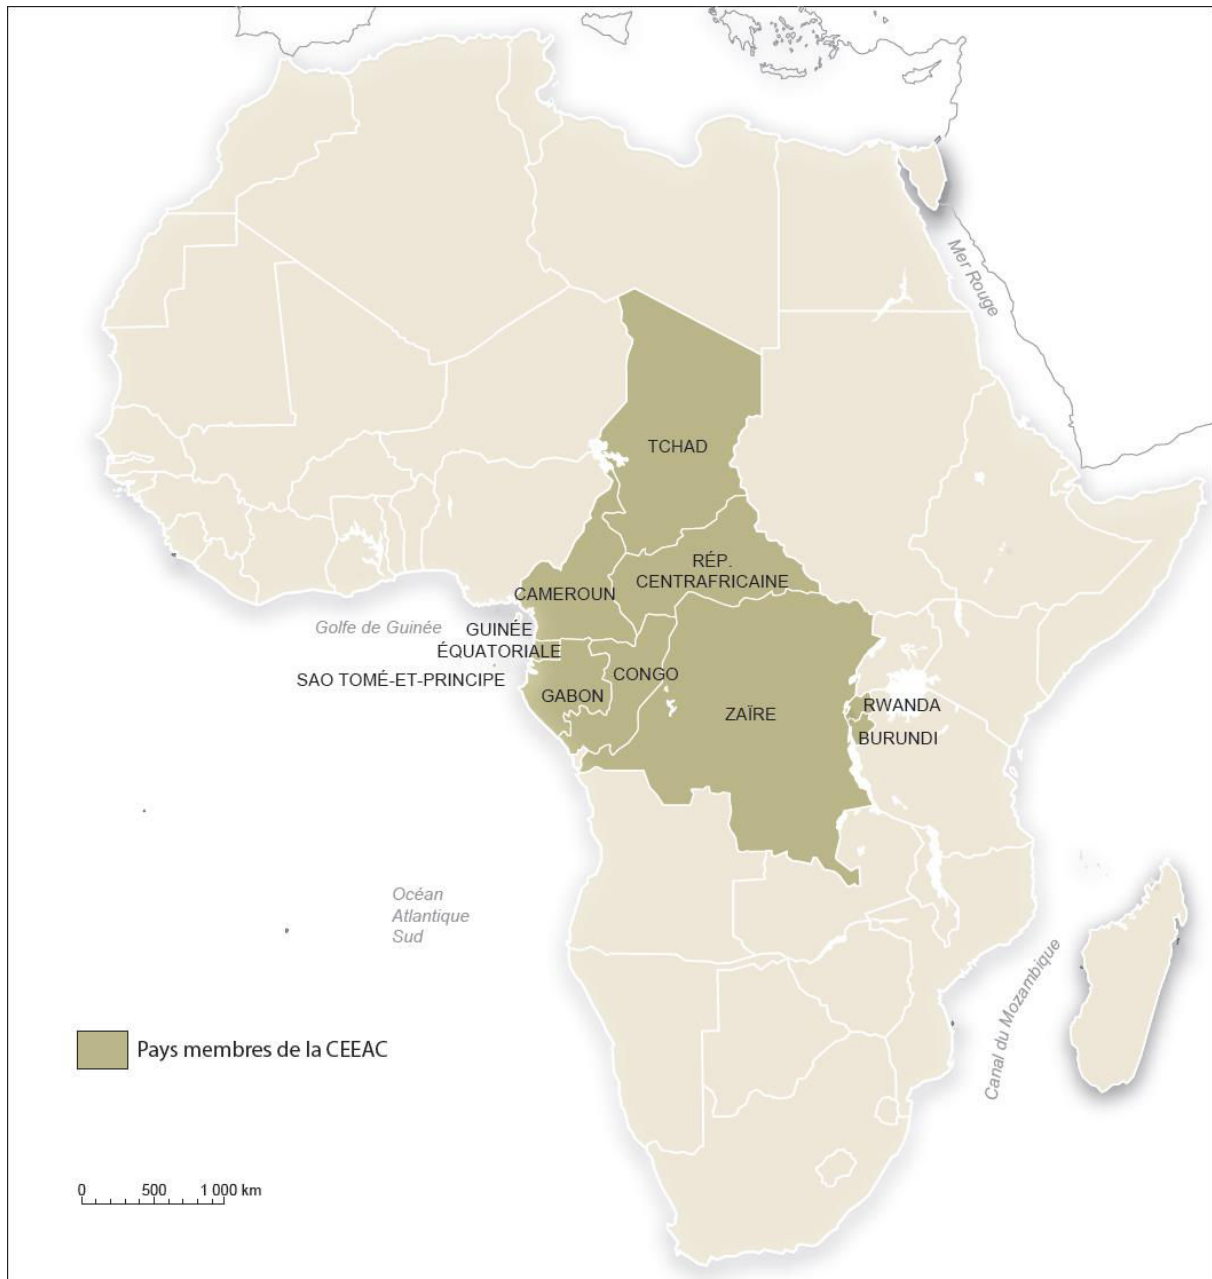 Mer Rouge
TCHAD
RÉP.
CENTRAFRICAINE
CAMEROUN
Golfe de Guinée
GUINÉE
ÉQUATORIALE
SAO TOMÉ-ET-PRINCIPE
CONGO
GABON
ZAÏRE
RWANDA
BURUNDI
Océan
Atlantique
Sud
Canal du Mozambique
Pays membres de la CEEAC
0 500 1 000 km